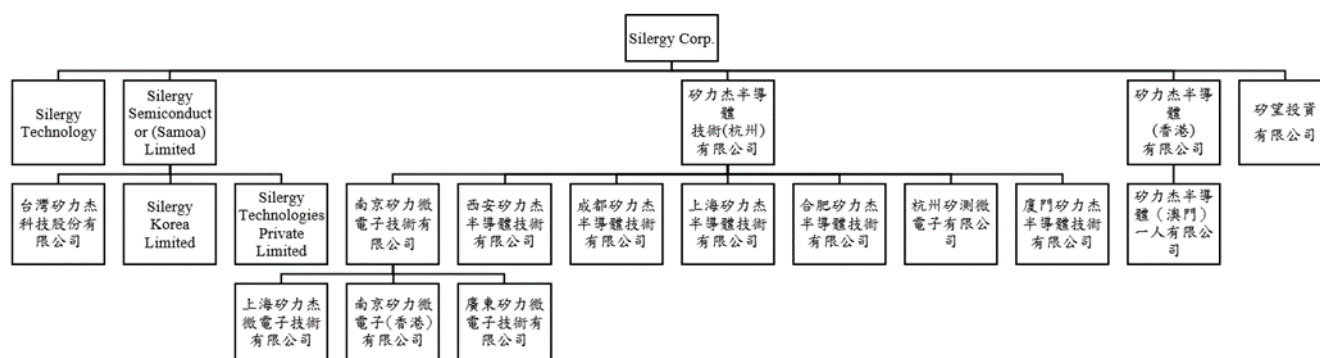 Silergy Corp.
Silergy
Technology
Silergy
Semiconduct
or (Samoa)
Limited
矽力杰半導
體
技術(杭州)
有限公司
矽力杰半導
體
(香港)
有限公司
矽望投資
有限公司
台灣矽力杰
科技股份有
限公司
Silergy
Korea
Limited
Silergy
Technologies
Private
Limited
南京矽力微
電子技術有
限公司
西安矽力杰
半導體技術
有限公司
成都矽力杰
半導體技術
有限公司
上海矽力杰
半導體技術
有限公司
合肥矽力杰
半導體技術
有限公司
杭州矽測微
電子有限公
司
廈門矽力杰
半導體技術
有限公司
矽力杰半導
體（澳門）
一人有限公
司
上海矽力杰
微電子技術
有限公司
南京矽力微
電子(香港)
有限公司
廣東矽力微
電子技術有
限公司